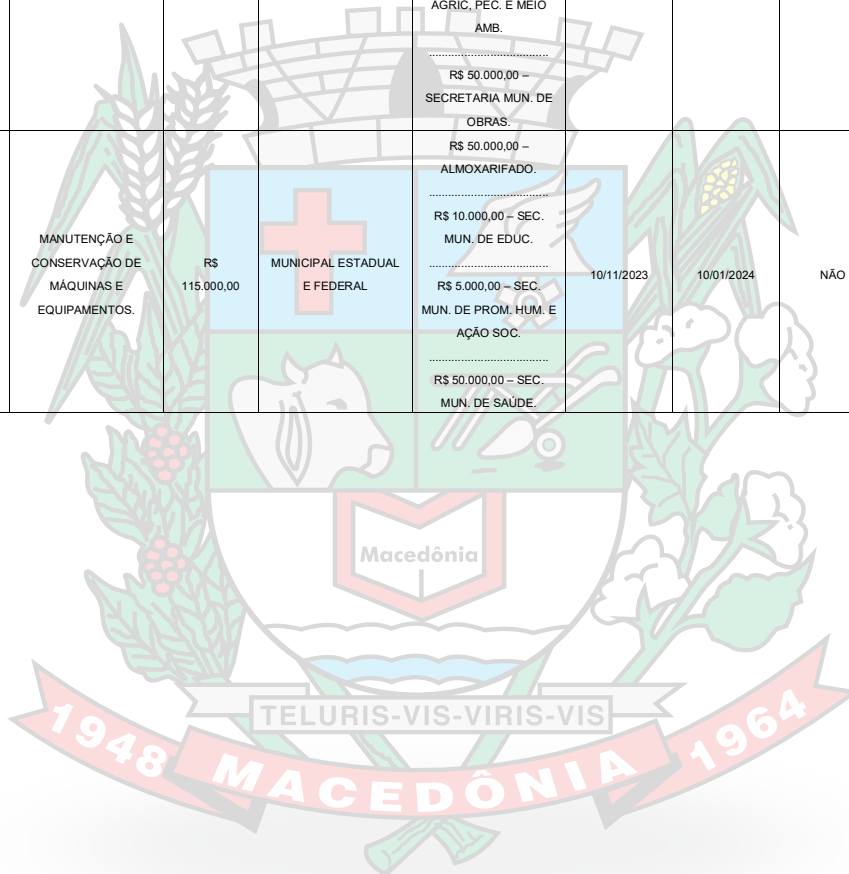 AGRIC, PEC. E MEIO
AMB.
.....................................
R$ 50.000,00 –
SECRETARIA MUN. DE
OBRAS.
MANUTENÇÃO E
CONSERVAÇÃO DE
MÁQUINAS E
EQUIPAMENTOS.
R$
115.000,00
MUNICIPAL ESTADUAL
E FEDERAL
R$ 50.000,00 –
ALMOXARIFADO.
.....................................
R$ 10.000,00 – SEC.
MUN. DE EDUC.
.....................................
R$ 5.000,00 – SEC.
MUN. DE PROM. HUM. E
AÇÃO SOC.
.....................................
R$ 50.000,00 – SEC.
MUN. DE SAÚDE.
10/11/2023
10/01/2024
NÃO
Macedônia
TELURIS-VIS-VIRIS-VIS
1948 MACEDÔNIA 1964